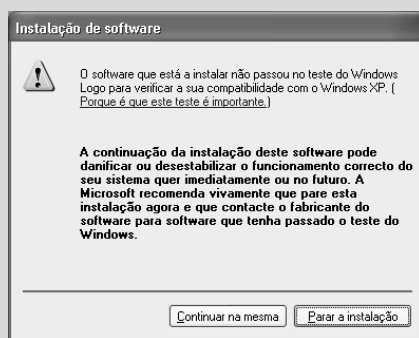 Instalação de software
O software que está a instalar não passou no teste do Windows
Logo para verificar a sua compatibilidade com o Windows XP. (
Porque é que este teste é importante.)
A continuação da instalação deste software pode
danificar ou destabilizar o funcionamento correcto do
seu sistema quer imediatamente ou no futuro. A
Microsoft recomenda vivamente que pare esta
instalação agora e que contacte o fabricante do
software para software que tenha passado o teste do
Windows.
Continuar na mesma Parar a instalação